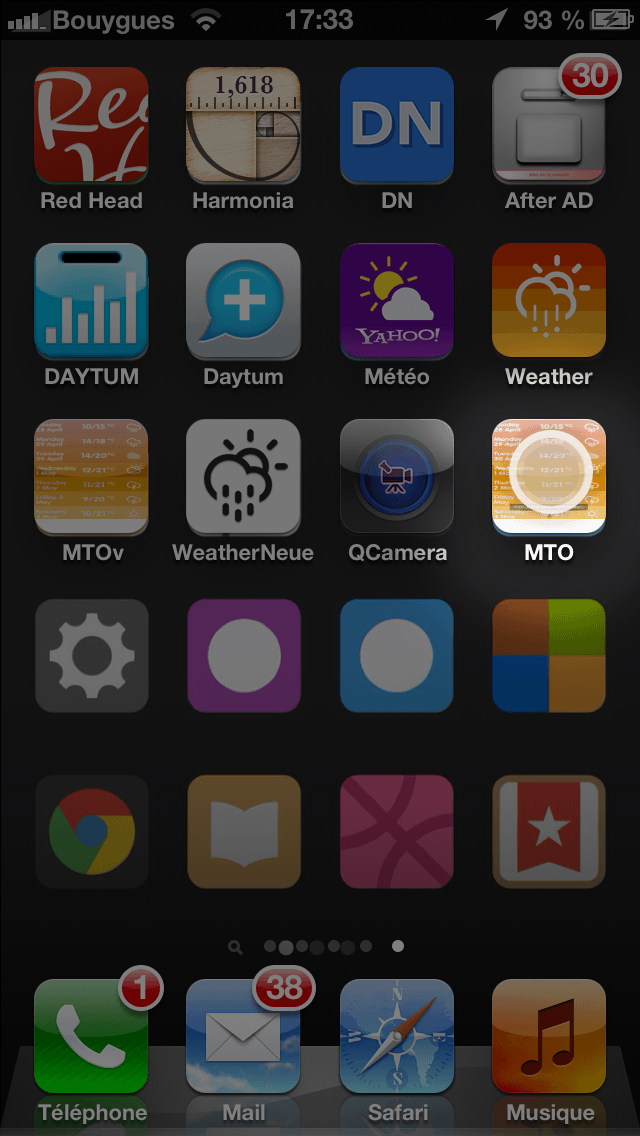 Bouygues 17:33 93 %
Red H
1,618
DN
30
Red Head Harmonia DN After AD
YAHOO!
DAYTUM Daytum Météo Weather
MTOv WeatherNeue QCamera MTO
1 38
N
Téléphone Mail Safari Musique